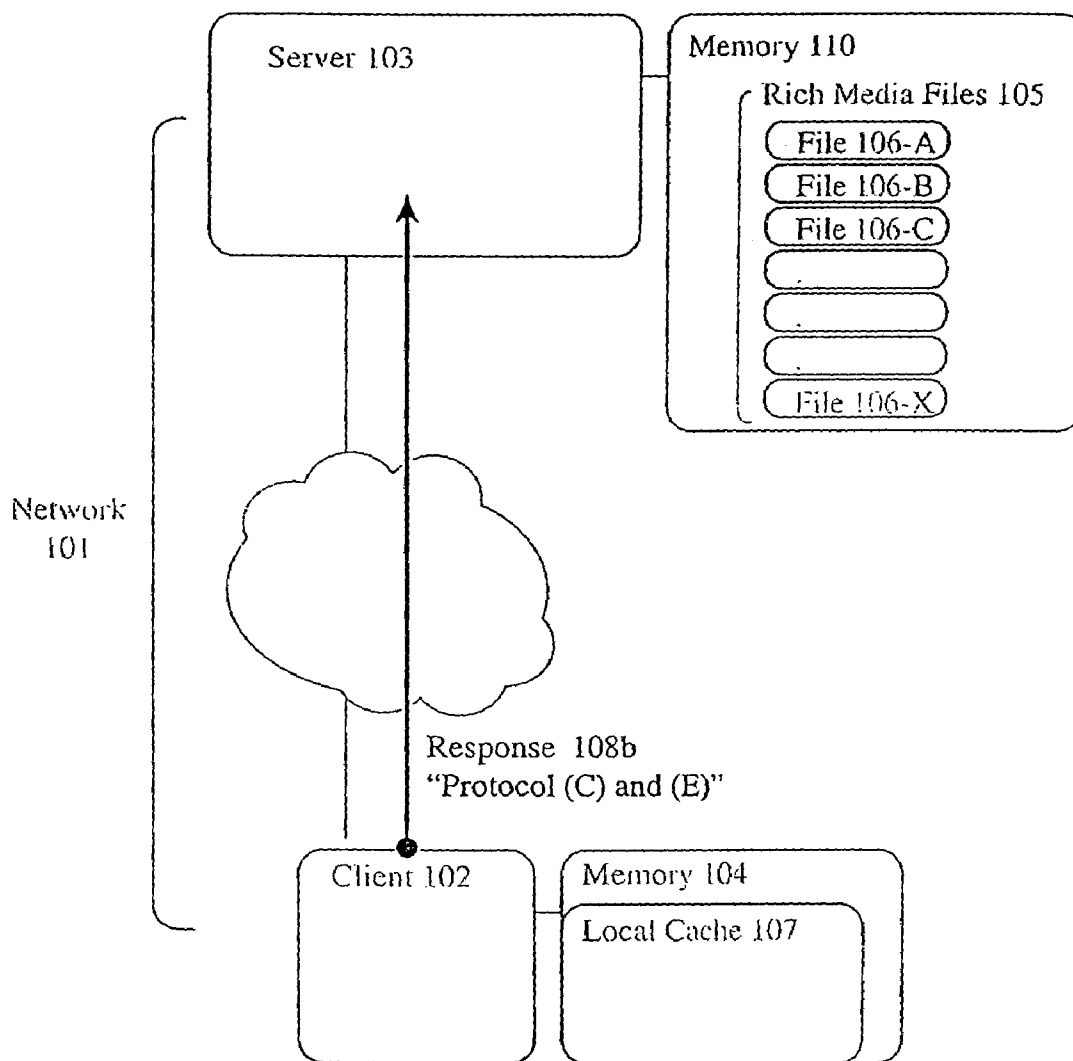 Server 103
Memory 110
Rich Media Files 105
File 106-A
File 106-B
File 106-C
.
.
.
File 106-X
Network
101
Response 108b
“Protocol (C) and (E)”
Client 102
Memory 104
Local Cache 107